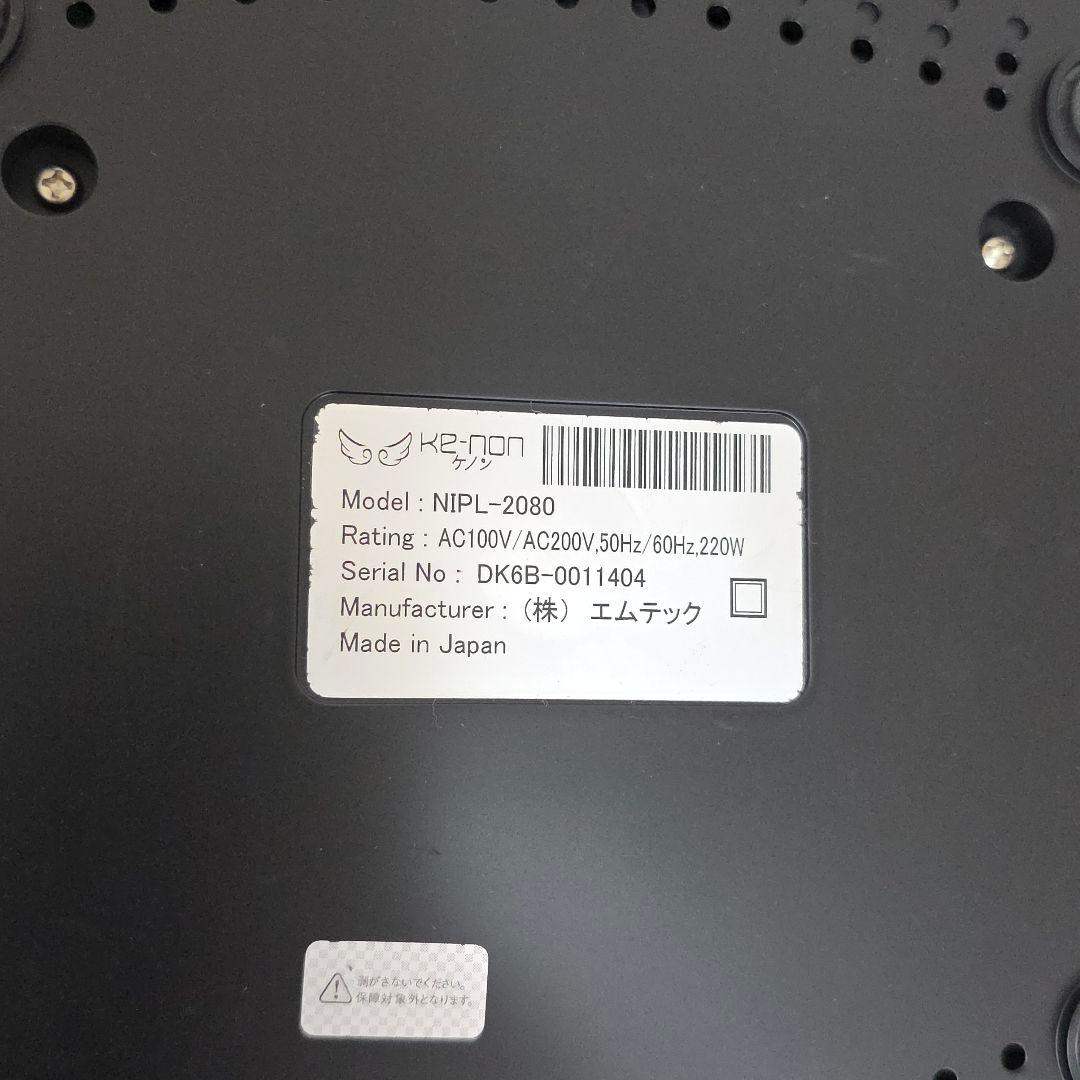 Ke-non
ケノン
Model : NIPL-2080
Rating : AC100V/AC200V,50Hz/60Hz,220W
Serial No : DK6B-0011404
Manufacturer : （株） エムテック
Made in Japan
剥がさないでください。
保障対象外となります。